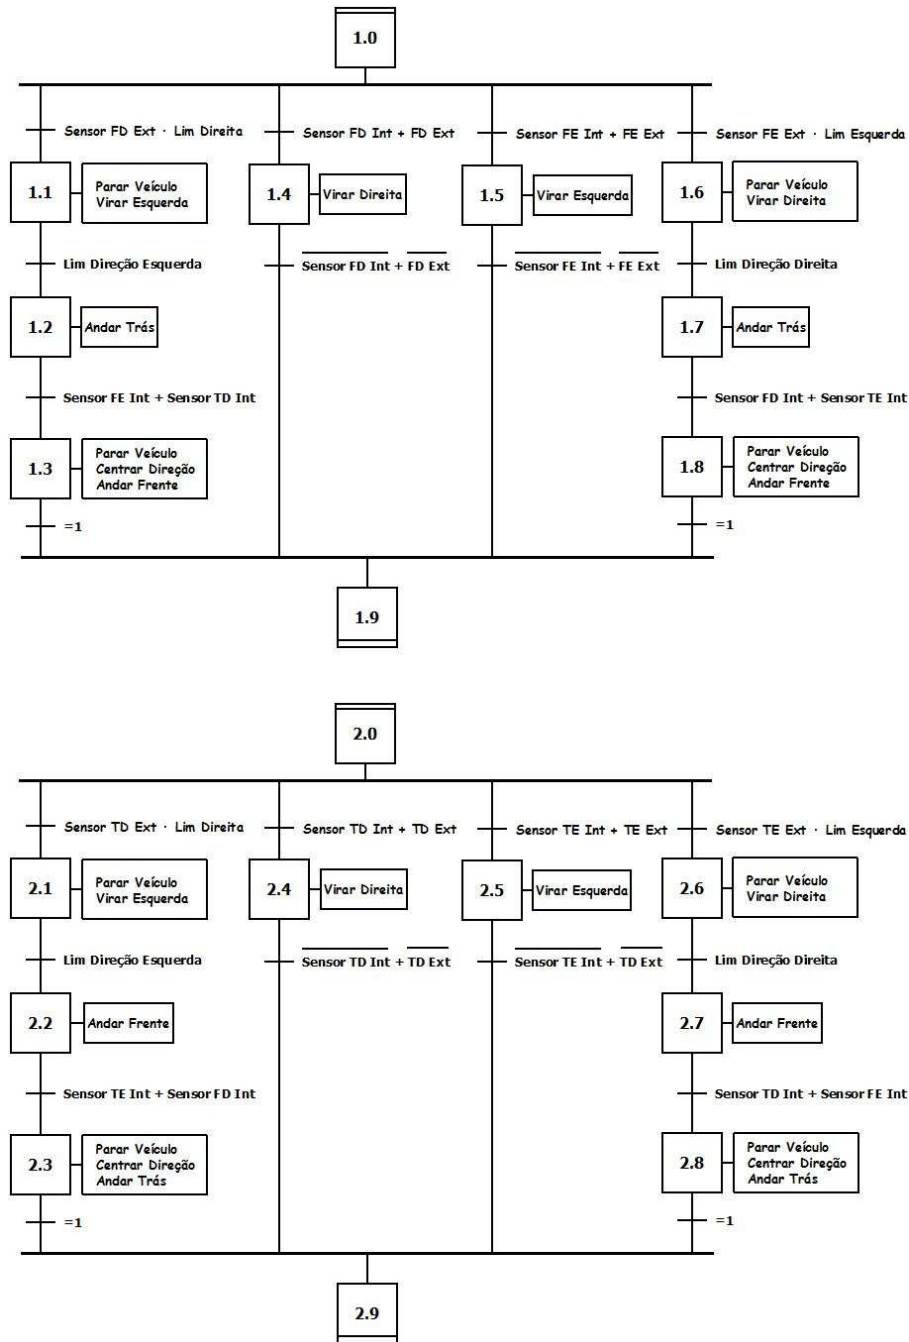 1.0
Sensor FD Ext · Lim Direita
Sensor FD Int + FD Ext
Sensor FE Int + FE Ext
Sensor FE Ext · Lim Esquerda
1.1
Parar Veículo
Virar Esquerda
1.4
Virar Direita
1.5
Virar Esquerda
1.6
Parar Veículo
Virar Direita
Lim Direção Esquerda
Sensor FD Int + FD Ext
Sensor FE Int + FE Ext
Lim Direção Direita
1.2
Andar Trás
1.7
Andar Trás
Sensor FE Int + Sensor TD Int
Sensor FD Int + Sensor TE Int
1.3
Parar Veículo
Centrar Direção
Andar Frente
1.8
Parar Veículo
Centrar Direção
Andar Frente
=1
=1
1.9
2.0
Sensor TD Ext · Lim Direita
Sensor TD Int + TD Ext
Sensor TE Int + TE Ext
Sensor TE Ext · Lim Esquerda
2.1
Parar Veículo
Virar Esquerda
2.4
Virar Direita
2.5
Virar Esquerda
2.6
Parar Veículo
Virar Direita
Lim Direção Esquerda
Sensor TD Int + TD Ext
Sensor TE Int + TD Ext
Lim Direção Direita
2.2
Andar Frente
2.7
Andar Frente
Sensor TE Int + Sensor FD Int
Sensor TD Int + Sensor FE Int
2.3
Parar Veículo
Centrar Direção
Andar Trás
2.8
Parar Veículo
Centrar Direção
Andar Trás
=1
=1
2.9